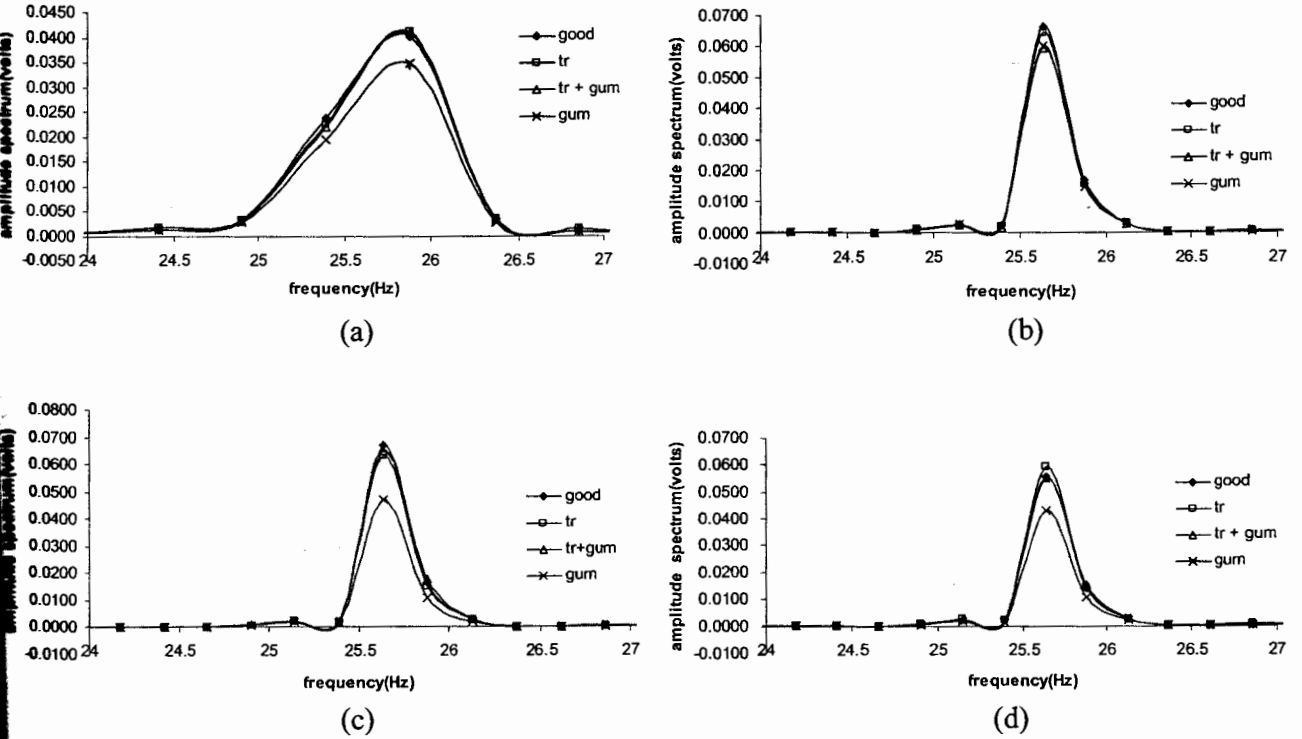 0.0450
0.0400
0.0350
0.0300
0.0250
0.0200
0.0150
0.0100
0.0050
0.0000
-0.0050
24 24.5 25 25.5 26 26.5 27
amplitude spectrum(volts)
frequency(Hz)
good
tr
tr + gum
gum
(a)
0.0700
0.0600
0.0500
0.0400
0.0300
0.0200
0.0100
0.0000
-0.0100
24 24.5 25 25.5 26 26.5 27
amplitude spectrum(volts)
frequency(Hz)
good
tr
tr + gum
gum
(b)
0.0800
0.0700
0.0600
0.0500
0.0400
0.0300
0.0200
0.0100
0.0000
-0.0100
24 24.5 25 25.5 26 26.5 27
amplitude spectrum(volts)
frequency(Hz)
good
tr
tr+gum
gum
(c)
0.0700
0.0600
0.0500
0.0400
0.0300
0.0200
0.0100
0.0000
-0.0100
24 24.5 25 25.5 26 26.5 27
amplitude spectrum(volts)
frequency(Hz)
good
tr
tr + gum
gum
(d)